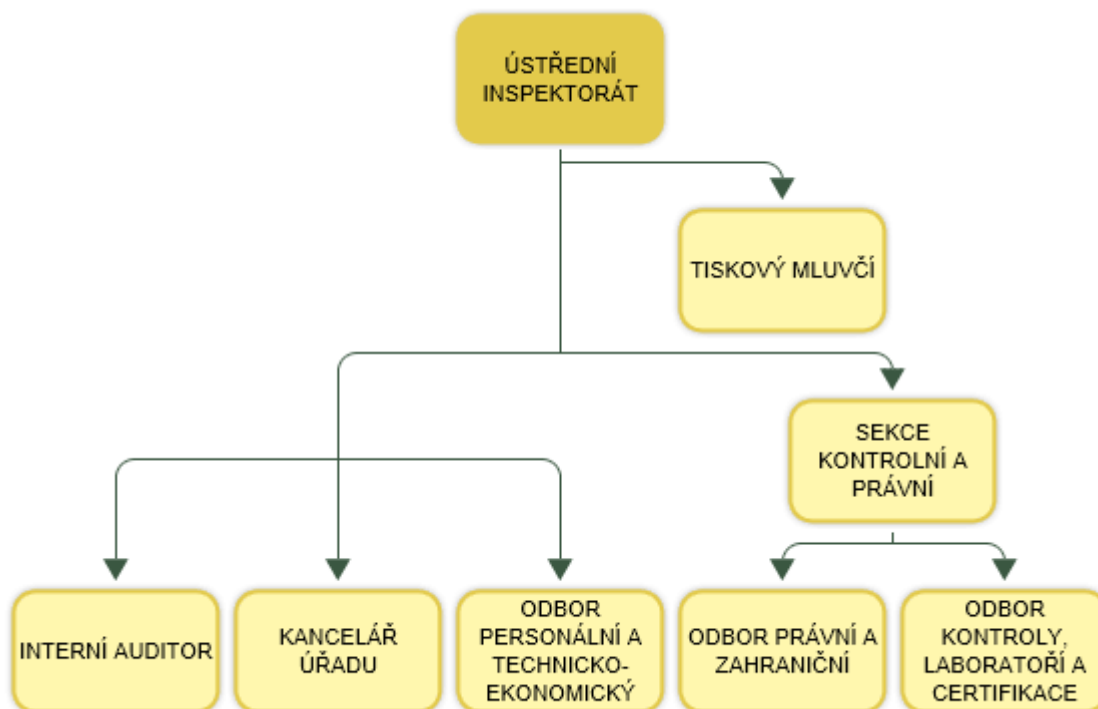 ÚSTŘEDNÍ
INSPEKTORÁT
TISKOVÝ MLUVČÍ
SEKCE
KONTROLNÍ A
PRÁVNÍ
INTERNÍ AUDITOR
KANCELÁŘ
ÚŘADU
ODBOR
PERSONÁLNÍ A
TECHNICKO-
EKONOMICKÝ
ODBOR PRÁVNÍ A
ZAHRANIČNÍ
ODBOR
KONTROLY,
LABORATOŘÍ A
CERTIFIKACE